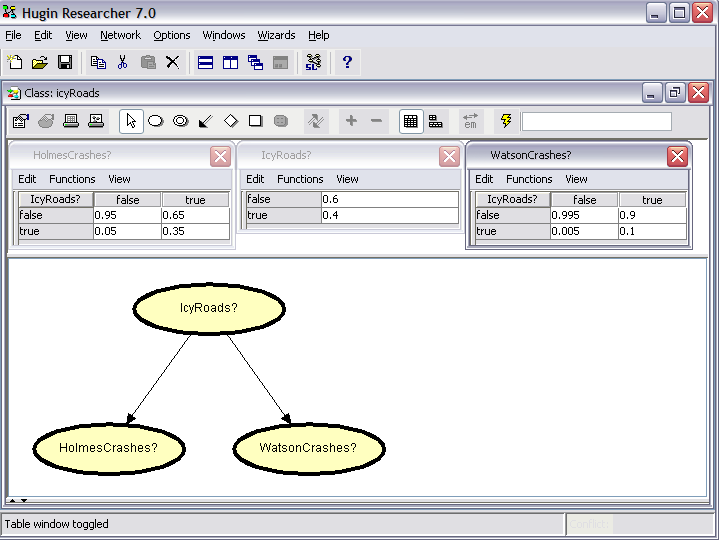 Hugin Researcher 7.0
File Edit View Network Options Windows Wizards Help
SL ?
Class: icyRoads
em
HolmesCrashes? IcyRoads? WatsonCrashes?
Edit Functions View Edit Functions View Edit Functions View
IcyRoads? false true false 0.6 IcyRoads? false true
false 0.95 0.65 true 0.4 false 0.995 0.9
true 0.05 0.35 true 0.005 0.1
IcyRoads?
HolmesCrashes? WatsonCrashes?
Table window toggled Conflict: